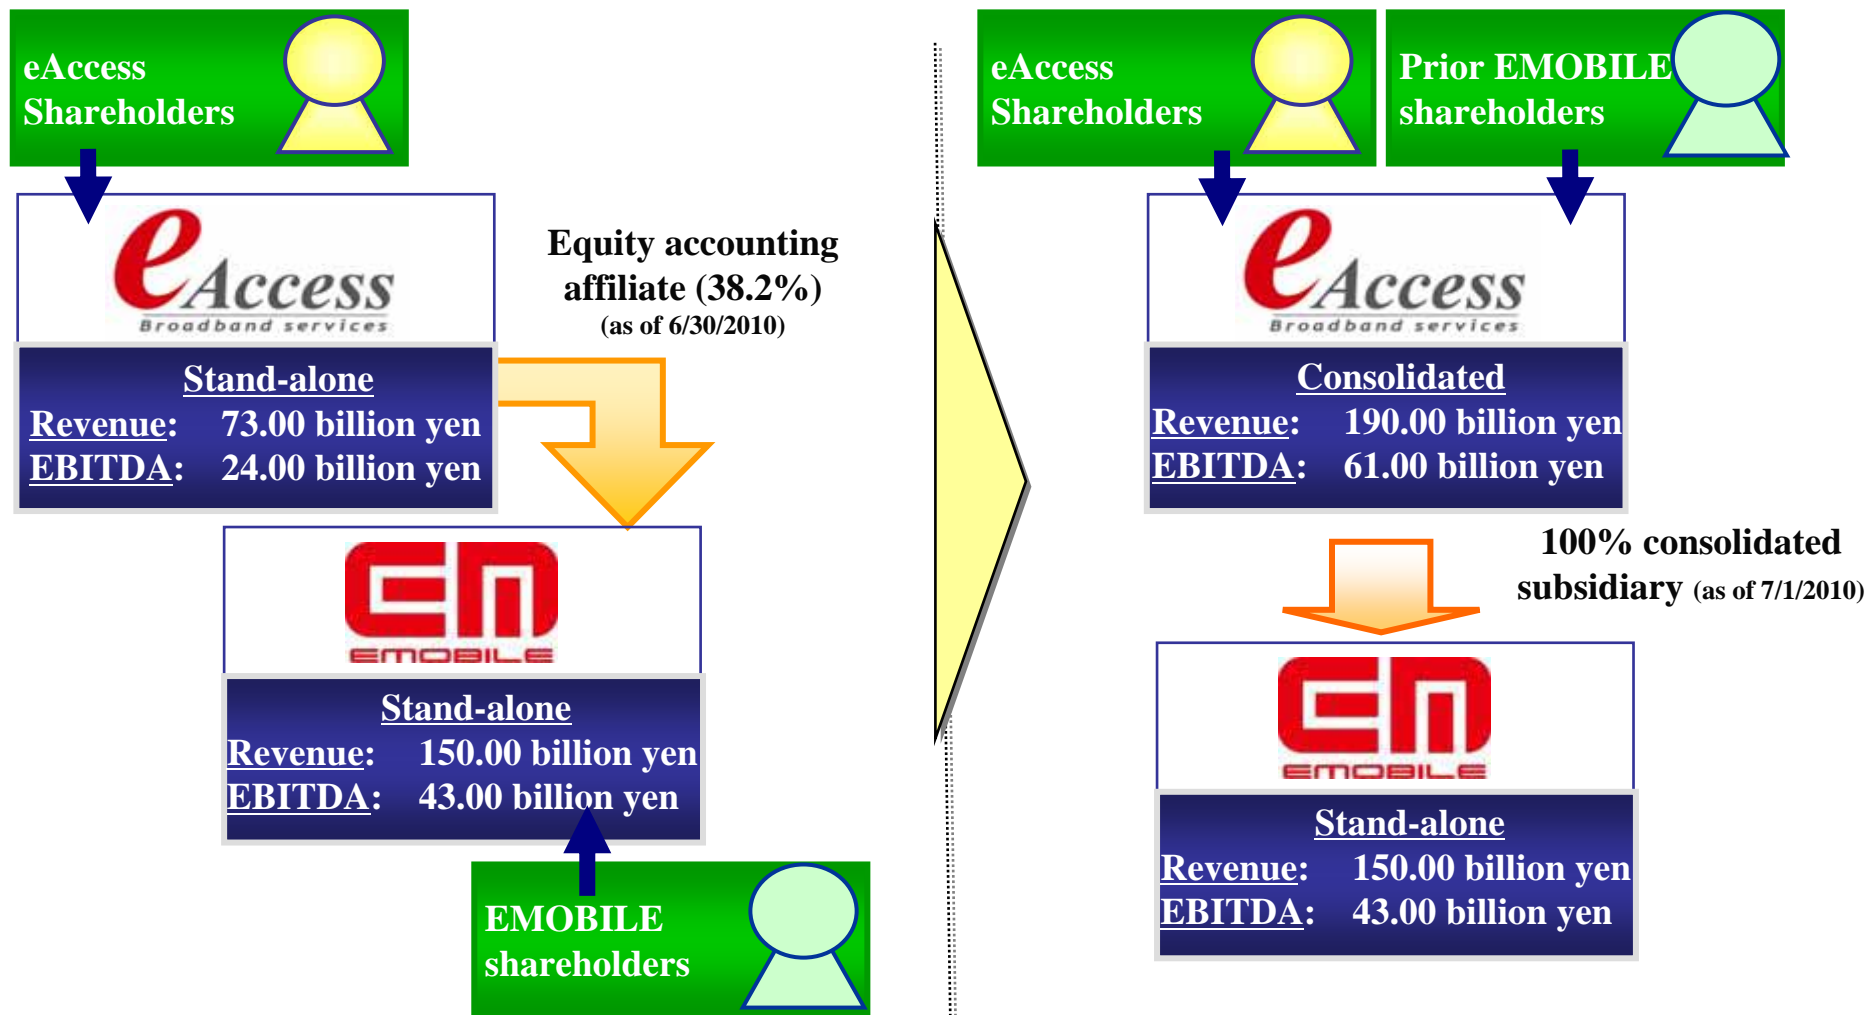 eAccess
Shareholders
eAccess
Broadband services
Equity accounting
affiliate (38.2%)
(as of 6/30/2010)
Stand-alone
Revenue: 73.00 billion yen
EBITDA: 24.00 billion yen
EM
EMOBILE
Stand-alone
Revenue: 150.00 billion yen
EBITDA: 43.00 billion yen
EMOBILE
shareholders
eAccess
Shareholders
Prior EMOBILE
shareholders
eAccess
Broadband services
Consolidated
Revenue: 190.00 billion yen
EBITDA: 61.00 billion yen
100% consolidated
subsidiary (as of 7/1/2010)
EM
EMOBILE
Stand-alone
Revenue: 150.00 billion yen
EBITDA: 43.00 billion yen